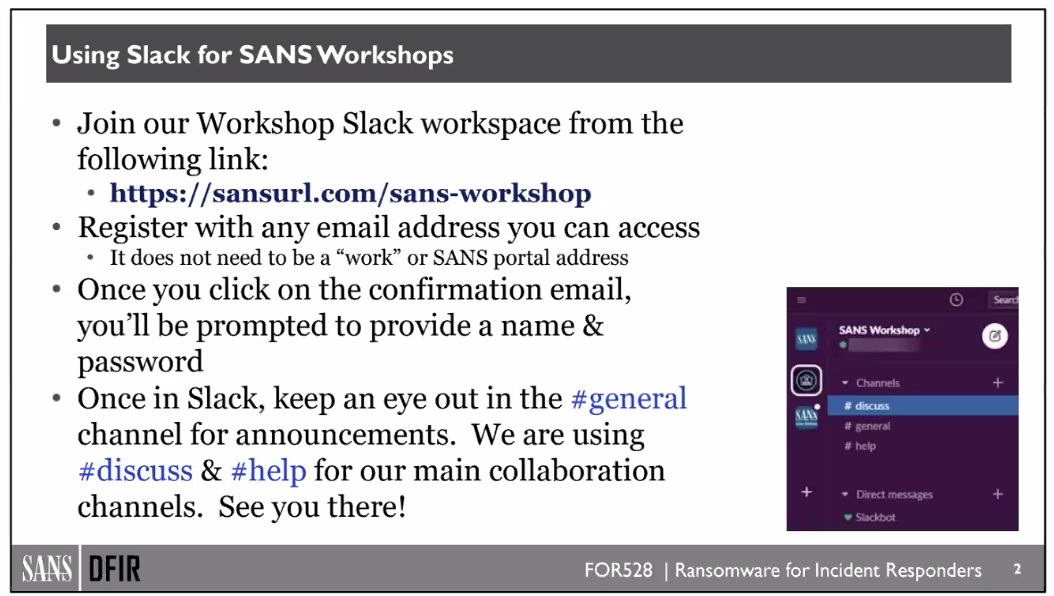 Using Slack for SANS Workshops
• Join our Workshop Slack workspace from the
following link:
• https://sansurl.com/sans-workshop
• Register with any email address you can access
• It does not need to be a “work” or SANS portal address
• Once you click on the confirmation email,
you’ll be prompted to provide a name &
password
• Once in Slack, keep an eye out in the #general
channel for announcements.  We are using
#discuss & #help for our main collaboration
channels.  See you there!
Search
SANS Workshop
SANS
Channels
# discuss
SANS
# general
# help
Direct messages
Slackbot
SANS DFIR
FOR528 | Ransomware for Incident Responders 2